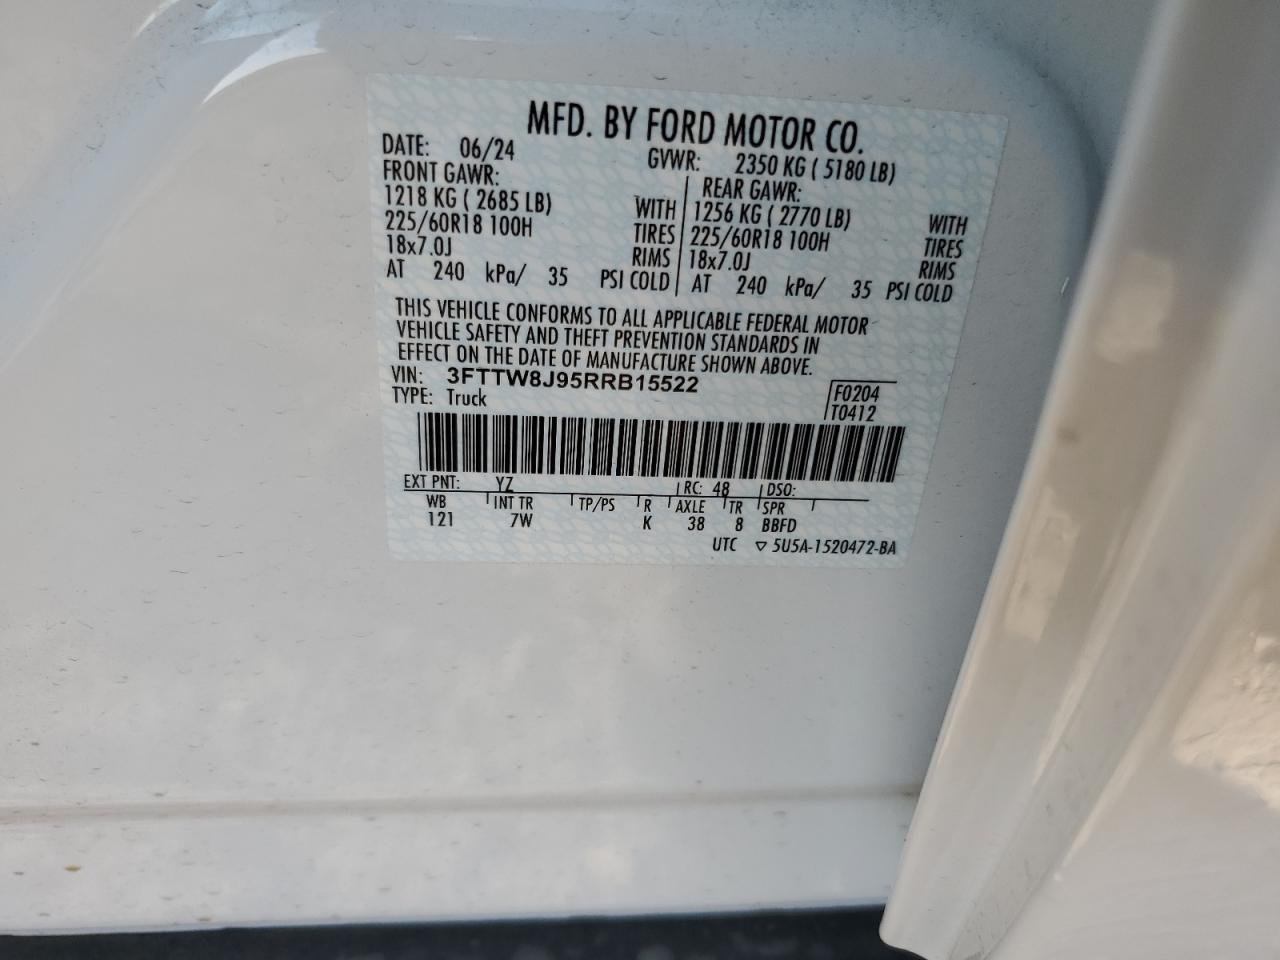 MFD. BY FORD MOTOR CO.
DATE: 06/24 GVWR: 2350 KG ( 5180 LB)
FRONT GAWR: REAR GAWR:
1218 KG ( 2685 LB) WITH 1256 KG ( 2770 LB) WITH
225/60R18 100H TIRES 225/60R18 100H TIRES
18x7.0J RIMS 18x7.0J RIMS
AT 240 kPa/ 35 PSI COLD AT 240 kPa/ 35 PSI COLD
THIS VEHICLE CONFORMS TO ALL APPLICABLE FEDERAL MOTOR
VEHICLE SAFETY AND THEFT PREVENTION STANDARDS IN
EFFECT ON THE DATE OF MANUFACTURE SHOWN ABOVE.
VIN: 3FTTW8J95RRB15522
TYPE: Truck
F0204
T0412
EXT PNT: YZ RC: 48 DSO:
WB INT TR TP/PS R AXLE TR SPR
121 7W K 38 8 BBFD
UTC ▽ 5U5A-1520472-BA